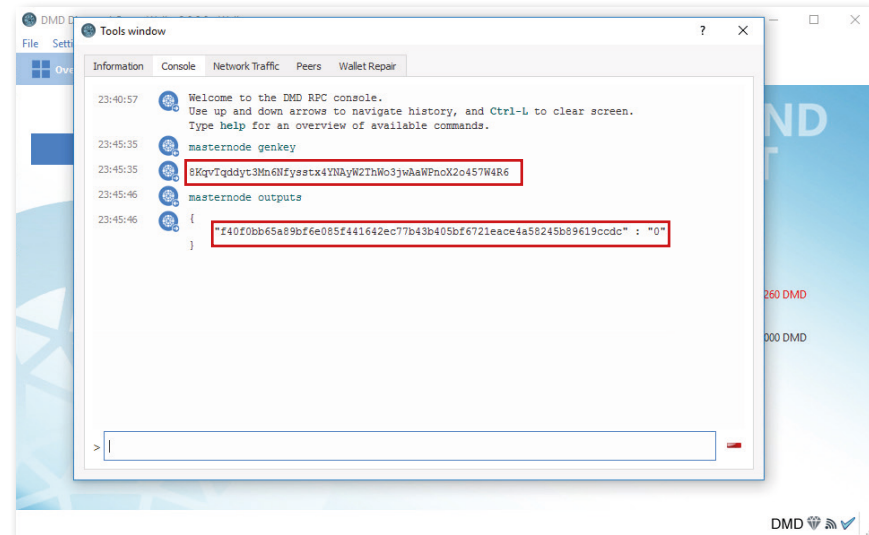 Tools window
?
File
Information Console Network Traffic Peers Wallet Repair
23:40:57 Welcome to the DMD RPC console.
Use up and down arrows to navigate history, and Ctrl-L to clear screen.
Type help for an overview of available commands.
23:45:35 masternode genkey
23:45:35 8KqvTqddyt3Mn6Nfysstx4YNAyW2ThWo3jwAaWPnoX2o457W4R6
23:45:46 masternode outputs
23:45:46 {
"f40f0bb65a89bf6e085f441642ec77b43b405bf6721eace4a58245b89619ccdc" : "0"
}
260 DMD
000 DMD
>
DMD